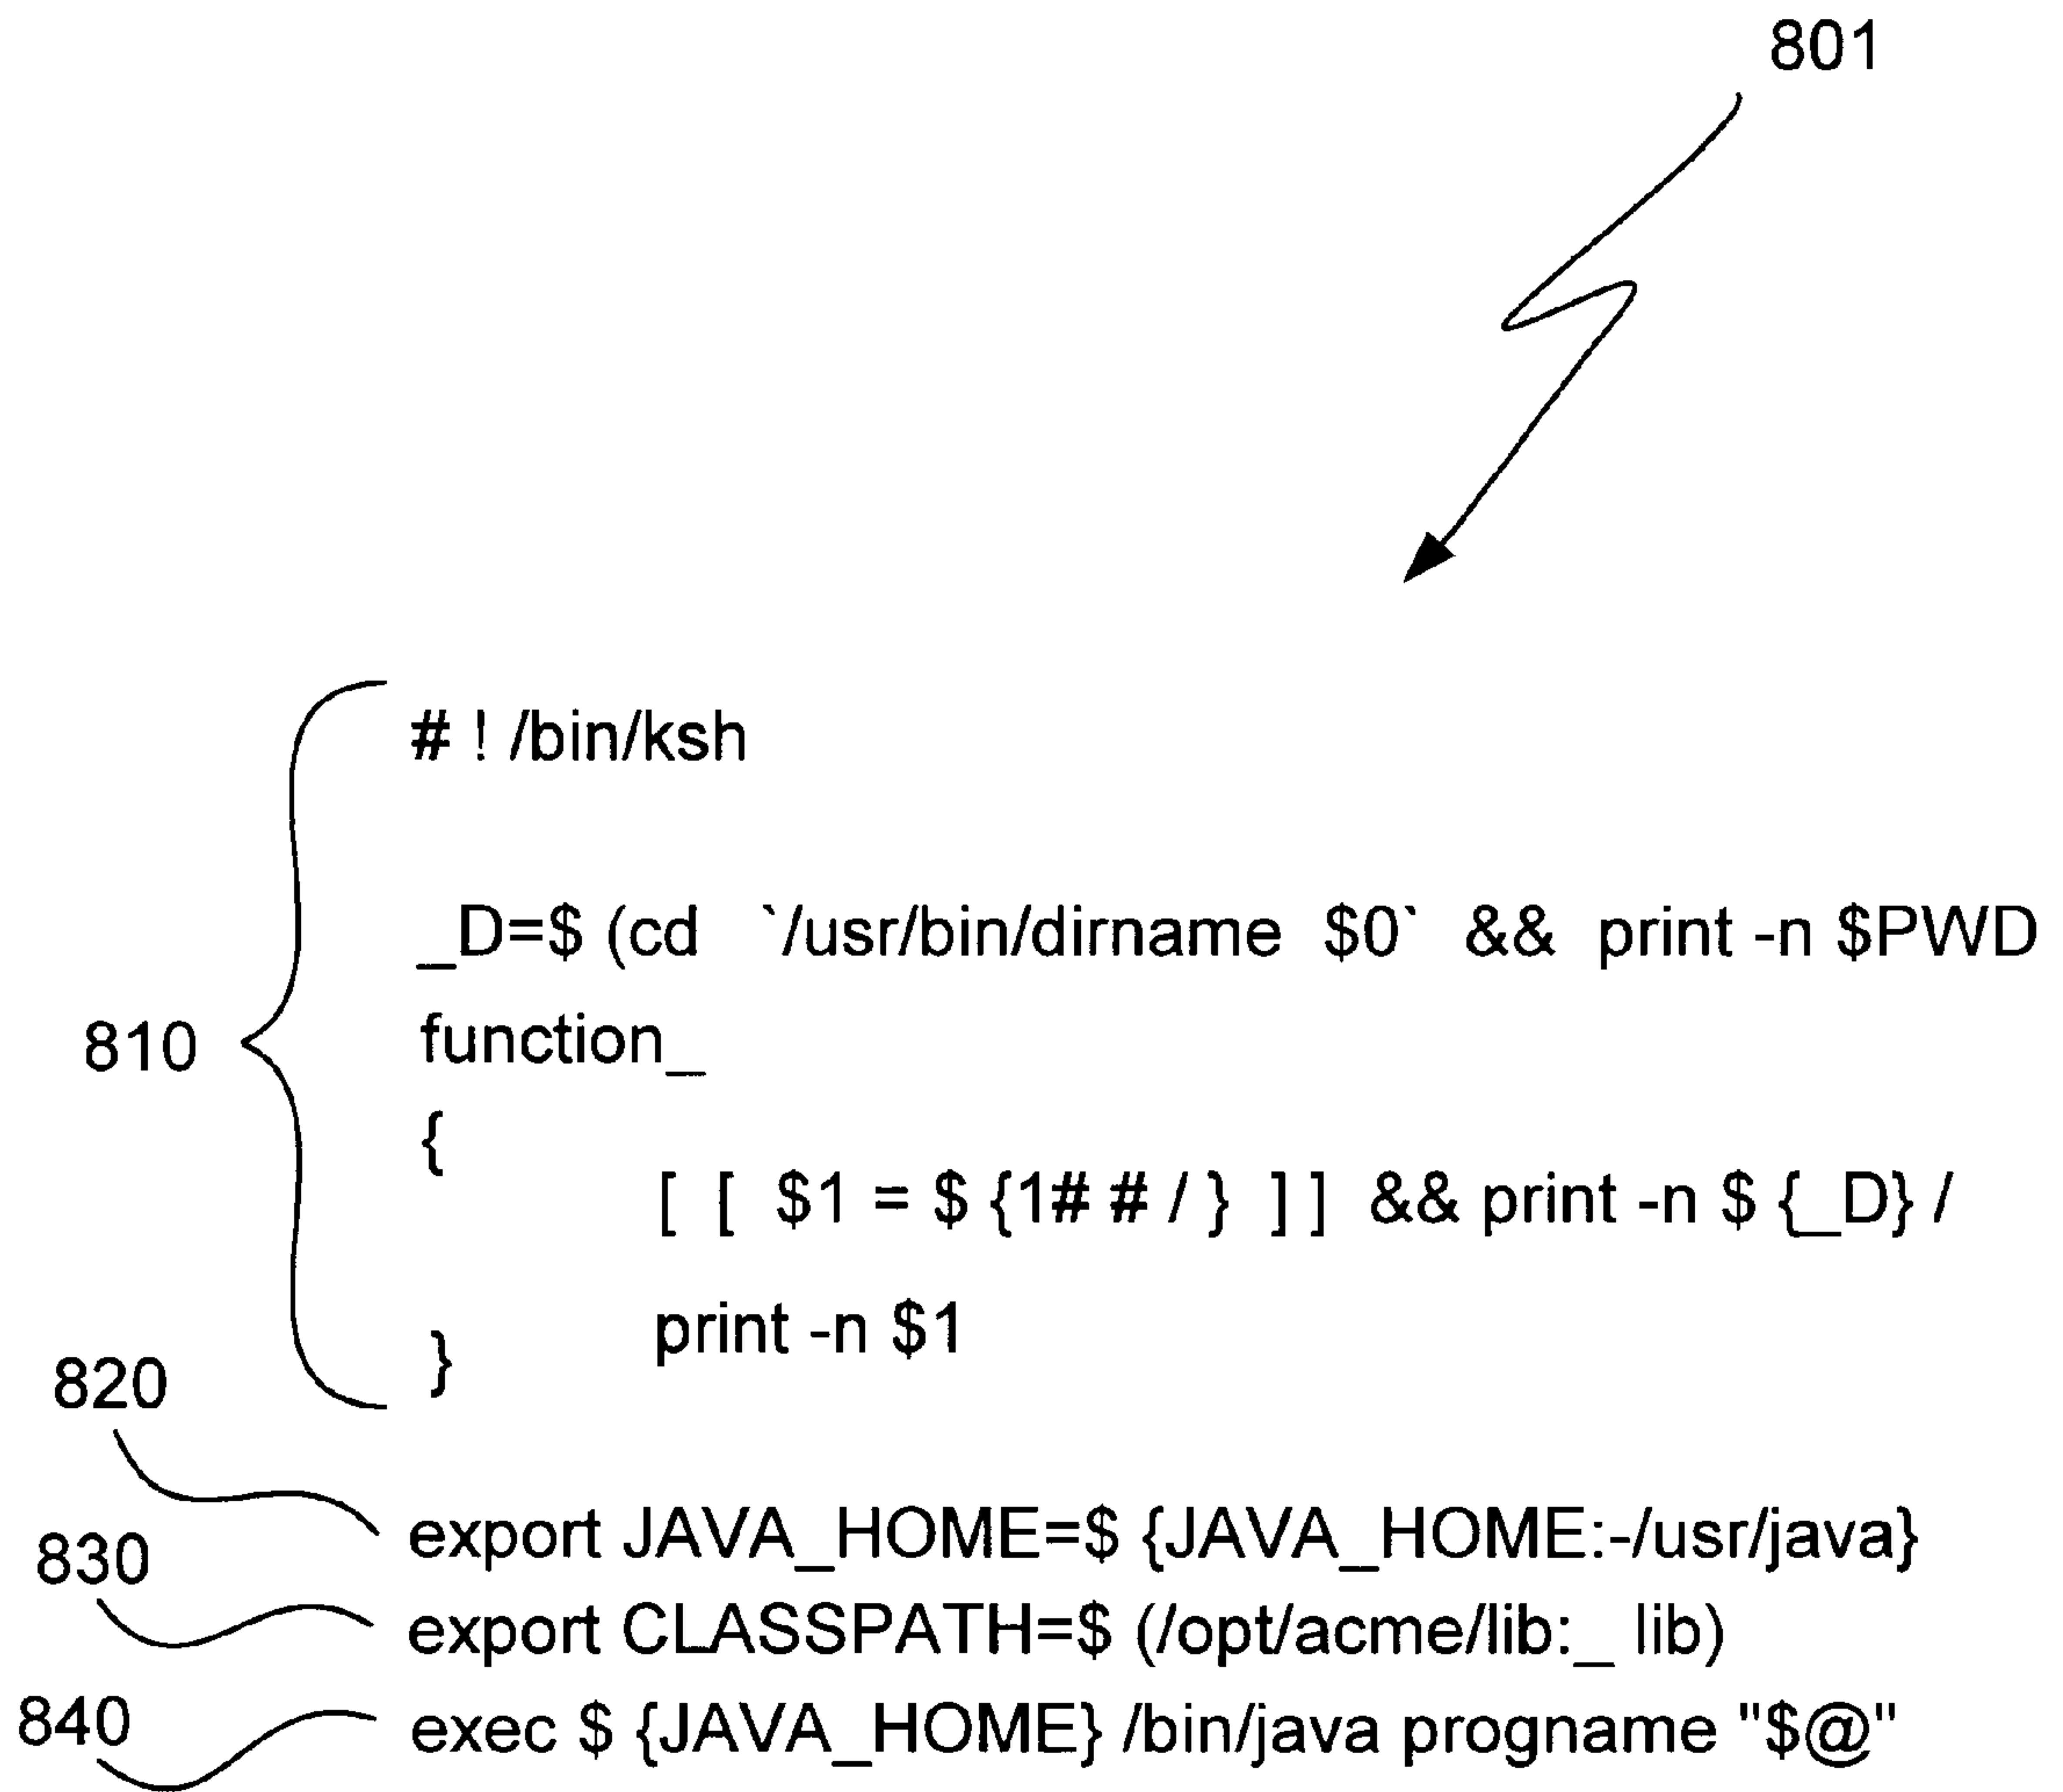 801
# ! /bin/ksh
_D=$ (cd `/usr/bin/dirname $0` && print -n $PWD
810
function_
{
[ [ $1 = $ {1# # / } ] ] && print -n $ {_D} /
print -n $1
}
820
export JAVA_HOME=$ {JAVA_HOME:-/usr/java}
830
export CLASSPATH=$ (/opt/acme/lib:_ lib)
840
exec $ {JAVA_HOME} /bin/java progname "$@"